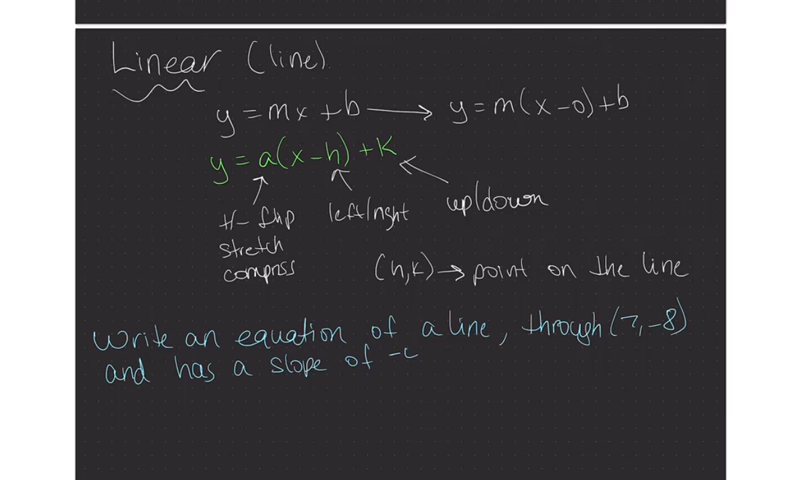 Linear (line)
y = mx + b → y = m(x - 0) + b
y = a(x - h) + k
+/- flip left/right up/down
stretch
compress
(h, k) → point on the line
Write an equation of a line, through (7, -8)
and has a slope of -